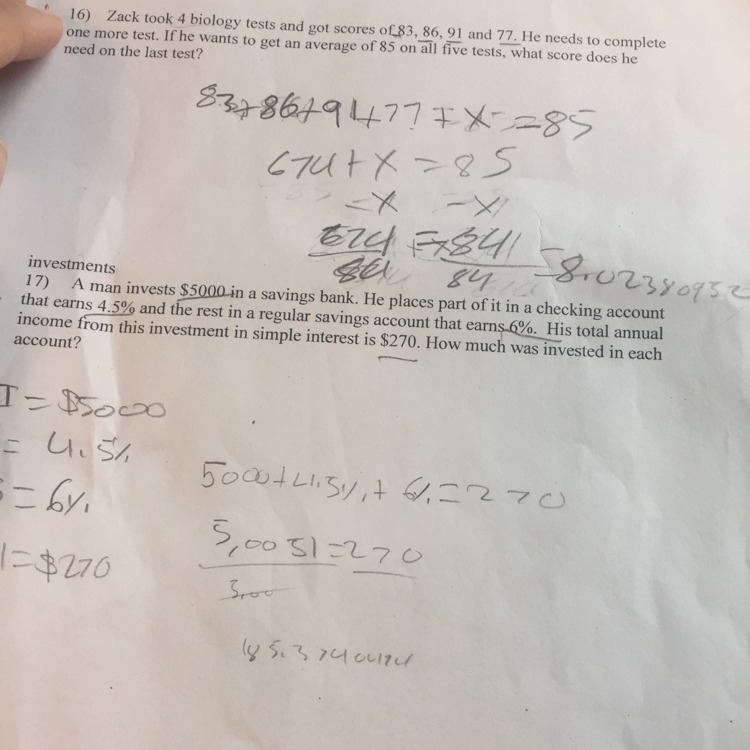 16) Zack took 4 biology tests and got scores of 83, 86, 91 and 77. He needs to complete
one more test. If he wants to get an average of 85 on all five tests, what score does he
need on the last test?
83+86+91+77+X=85
674+X=85
-X -X
674 841 8.02380952
84 84
investments
17) A man invests $5000 in a savings bank. He places part of it in a checking account
that earns 4.5% and the rest in a regular savings account that earns 6%. His total annual
income from this investment in simple interest is $270. How much was invested in each
account?
I = $5000
= 4.5%
= 6%
= $270
5000+4.5%+6%=270
5,0051=270